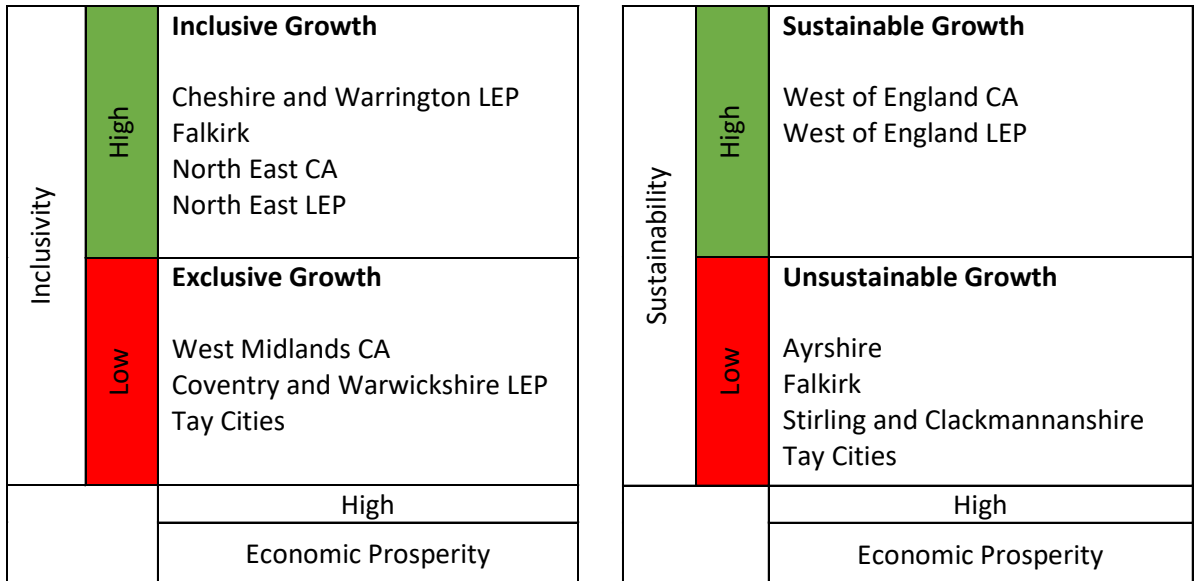 Inclusivity
High
Inclusive Growth
Cheshire and Warrington LEP
Falkirk
North East CA
North East LEP
Low
Exclusive Growth
West Midlands CA
Coventry and Warwickshire LEP
Tay Cities
High
Economic Prosperity
Sustainability
High
Sustainable Growth
West of England CA
West of England LEP
Low
Unsustainable Growth
Ayrshire
Falkirk
Stirling and Clackmannanshire
Tay Cities
High
Economic Prosperity